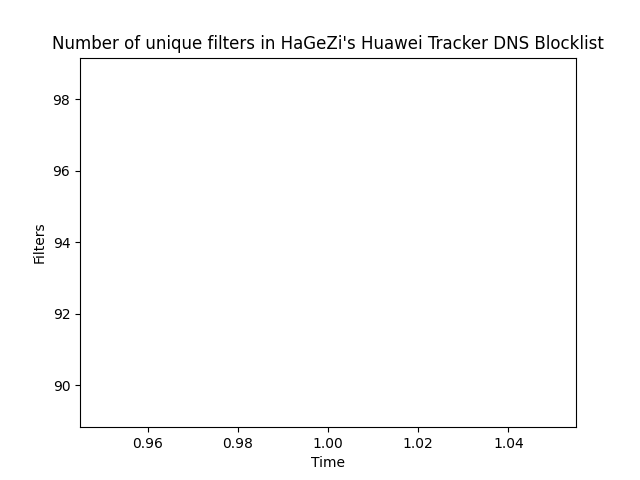 Number of unique filters in HaGeZi's Huawei Tracker DNS Blocklist
98
96
94
92
90
Filters
0.96 0.98 1.00 1.02 1.04
Time